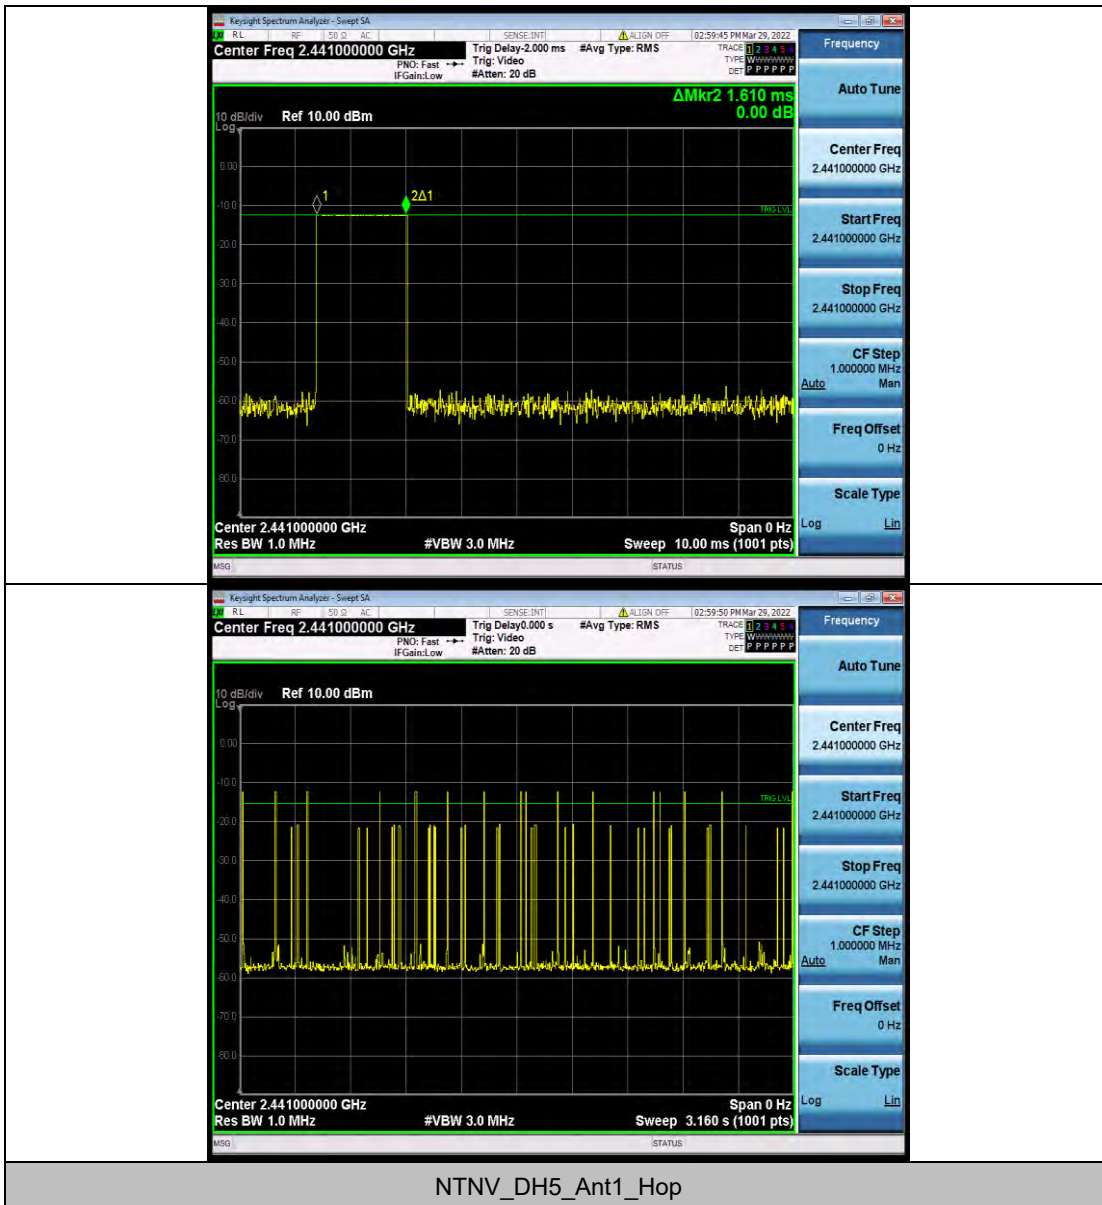 Keysight Spectrum Analyzer - Swept SA
RL RF 50 Ω AC SENSE:INT ALIGN OFF 02:59:45 PM Mar 29, 2022
Center Freq 2.441000000 GHz Trig Delay-2.000 ms #Avg Type: RMS TRACE 1 2 3 4 5 6
PNO: Fast Trig: Video TYPE W
IFGain:Low #Atten: 20 dB DET P P P P P P
Frequency
Auto Tune
ΔMkr2 1.610 ms
0.00 dB
10 dB/div Ref 10.00 dBm
Log
Center Freq
2.441000000 GHz
0.00
1
2Δ1
-10.0
TRIG LVL
Start Freq
2.441000000 GHz
-20.0
-30.0
Stop Freq
2.441000000 GHz
-40.0
-50.0
CF Step
1.000000 MHz
Auto Man
-60.0
Freq Offset
0 Hz
-70.0
-80.0
Scale Type
Log Lin
Center 2.441000000 GHz Span 0 Hz
Res BW 1.0 MHz #VBW 3.0 MHz Sweep 10.00 ms (1001 pts)
MSG STATUS
Keysight Spectrum Analyzer - Swept SA
RL RF 50 Ω AC SENSE:INT ALIGN OFF 02:59:50 PM Mar 29, 2022
Center Freq 2.441000000 GHz Trig Delay0.000 s #Avg Type: RMS TRACE 1 2 3 4 5 6
PNO: Fast Trig: Video TYPE W
IFGain:Low #Atten: 20 dB DET P P P P P P
Frequency
Auto Tune
10 dB/div Ref 10.00 dBm
Log
Center Freq
2.441000000 GHz
0.00
-10.0
TRIG LVL
Start Freq
2.441000000 GHz
-20.0
-30.0
Stop Freq
2.441000000 GHz
-40.0
-50.0
CF Step
1.000000 MHz
Auto Man
-60.0
Freq Offset
0 Hz
-70.0
-80.0
Scale Type
Log Lin
Center 2.441000000 GHz Span 0 Hz
Res BW 1.0 MHz #VBW 3.0 MHz Sweep 3.160 s (1001 pts)
MSG STATUS
NTNV_DH5_Ant1_Hop